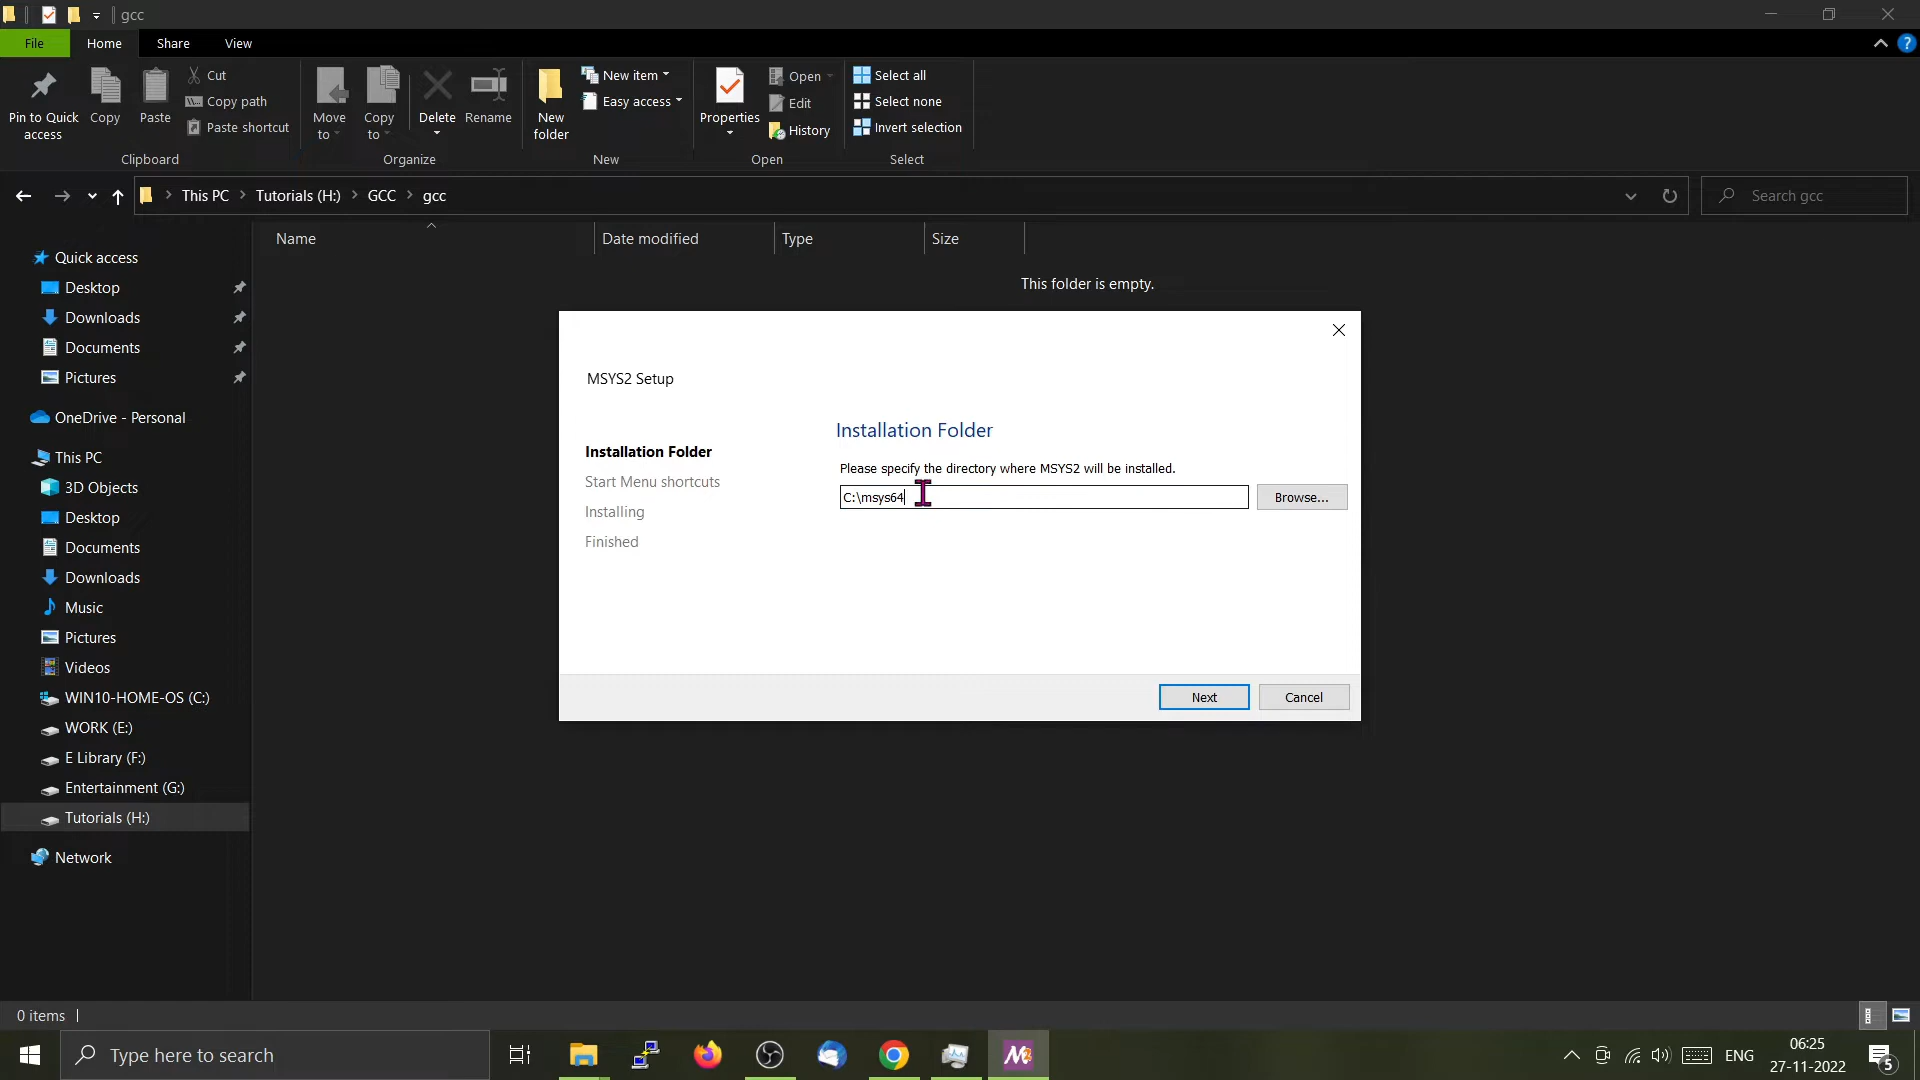 gcc
File Home Share View
Pin to Quick access
Copy
Paste
Cut
Copy path
Paste shortcut
Clipboard
Move to
Copy to
Delete
Rename
Organize
New folder
New item
Easy access
New
Properties
Open
Edit
History
Open
Select all
Select none
Invert selection
Select
This PC Tutorials (H:) GCC gcc
Search gcc
Name Date modified Type Size
This folder is empty.
Quick access
Desktop
Downloads
Documents
Pictures
OneDrive - Personal
This PC
3D Objects
Desktop
Documents
Downloads
Music
Pictures
Videos
WIN10-HOME-OS (C:)
WORK (E:)
E Library (F:)
Entertainment (G:)
Tutorials (H:)
Network
MSYS2 Setup
Installation Folder
Start Menu shortcuts
Installing
Finished
Installation Folder
Please specify the directory where MSYS2 will be installed.
C:\msys64
Browse...
Next Cancel
0 items
Type here to search
ENG
06:25
27-11-2022
5